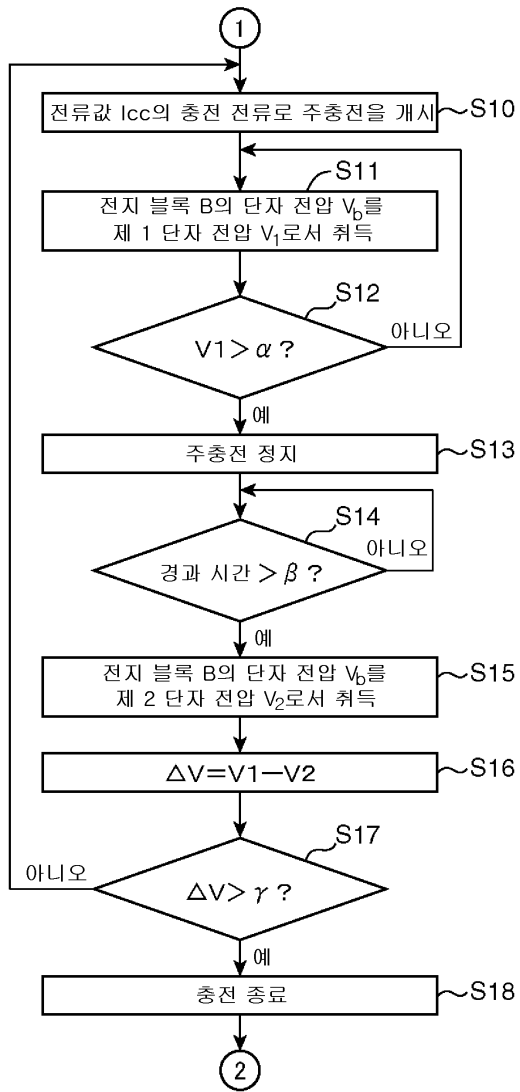 1
전류값 Icc의 충전 전류로 주충전을 개시
S10
S11
전지 블록 B의 단자 전압 Vb를
제 1 단자 전압 V1로서 취득
S12
V1> α ?
아니오
예
주충전 정지
S13
S14
경과 시간 > β ?
아니오
예
전지 블록 B의 단자 전압 Vb를
제 2 단자 전압 V2로서 취득
S15
△V=V1-V2
S16
S17
△V> γ ?
아니오
예
충전 종료
S18
2